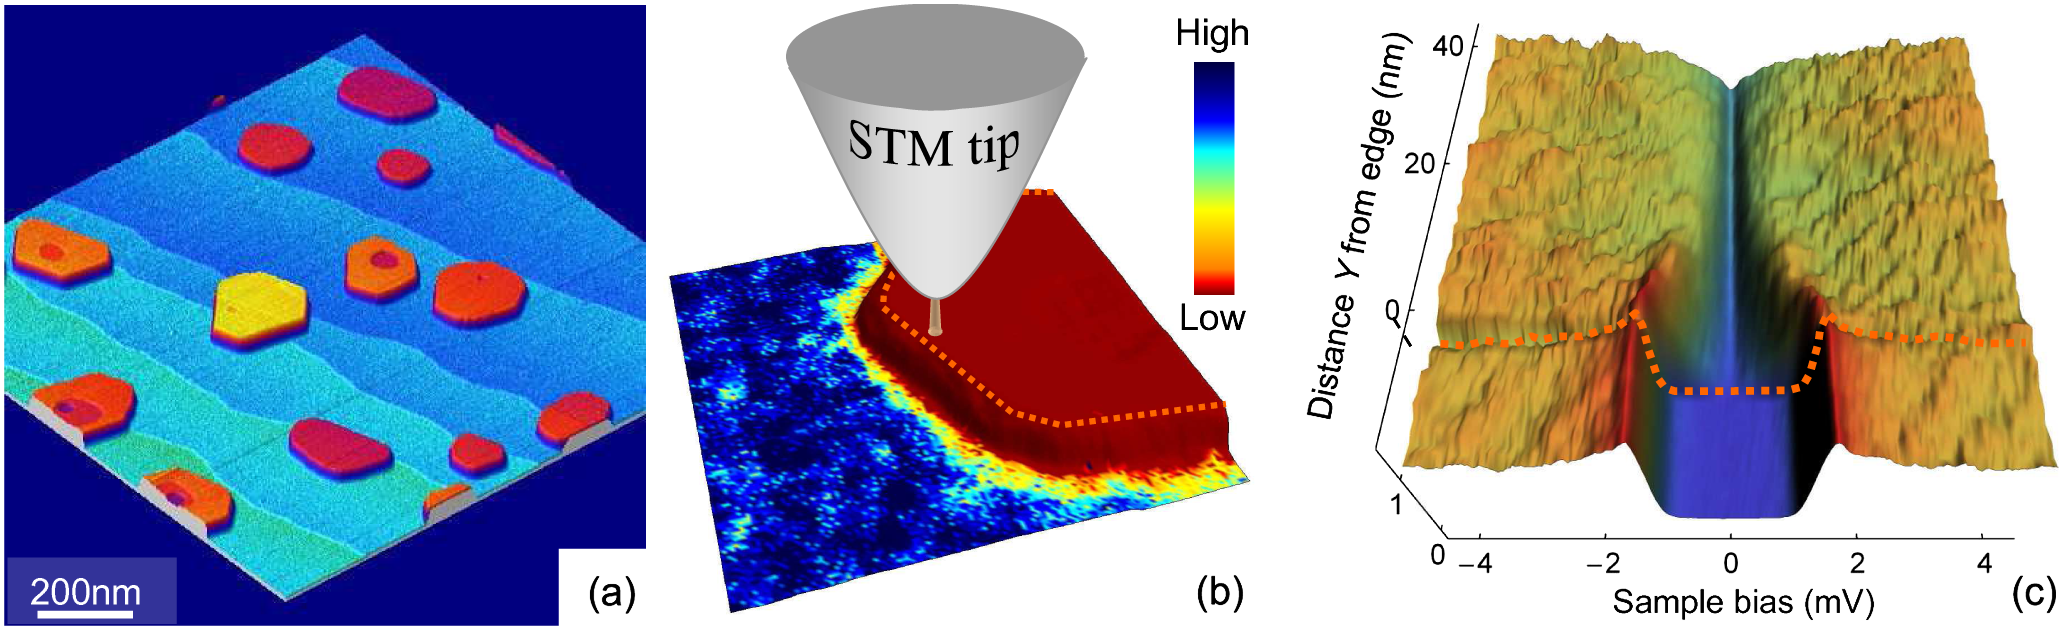 200nm
(a)
High
STM tip
Low
(b)
Distance Y from edge (nm)
40
20
0
1
0
−4
−2
0
2
4
Sample bias (mV)
(c)